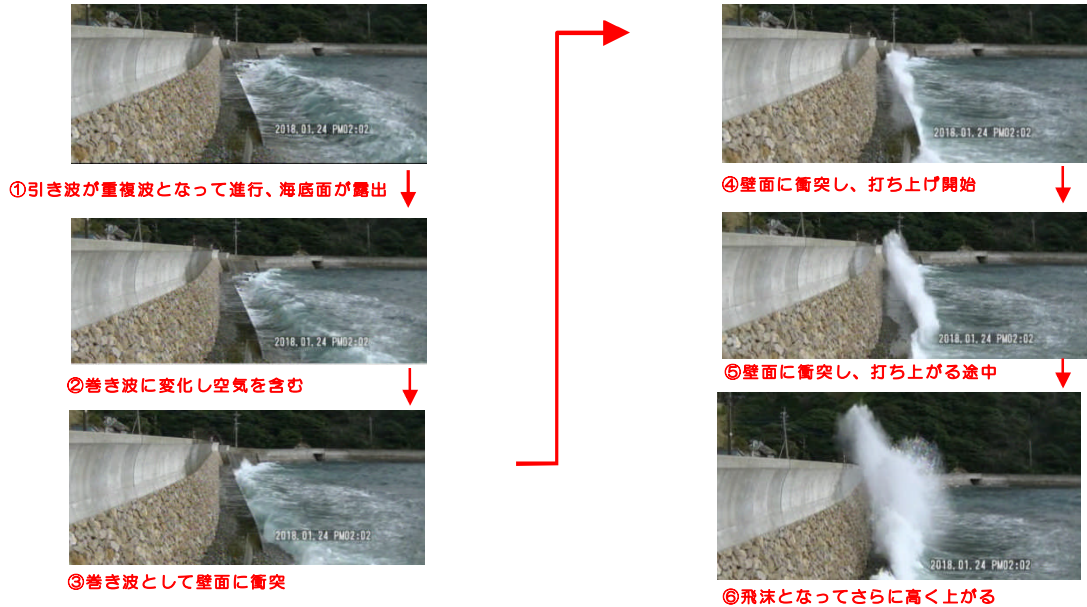 2018.01.24 PM02:02
①引き波が重複波となって進行、海底面が露出
2018.01.24 PM02:02
②巻き波に変化し空気を含む
2018.01.24 PM02:02
③巻き波として壁面に衝突
2018.01.24 PM02:02
④壁面に衝突し、打ち上げ開始
2018.01.24 PM02:02
⑤壁面に衝突し、打ち上がる途中
2018.01.24 PM02:02
⑥飛沫となってさらに高く上がる